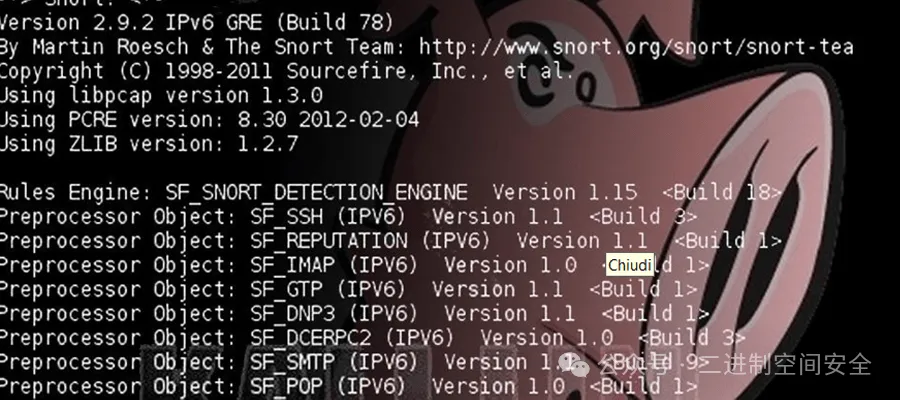 Snort!
Version 2.9.2 IPv6 GRE (Build 78)
By Martin Roesch & The Snort Team: http://www.snort.org/snort/snort-tea
Copyright (C) 1998-2011 Sourcefire, Inc., et al.
Using libpcap version 1.3.0
Using PCRE version: 8.30 2012-02-04
Using ZLIB version: 1.2.7
Rules Engine: SF_SNORT_DETECTION_ENGINE Version 1.15 <Build 18>
Preprocessor Object: SF_SSH (IPV6) Version 1.1 <Build 3>
Preprocessor Object: SF_REPUTATION (IPV6) Version 1.1 <Build 1>
Preprocessor Object: SF_IMAP (IPV6) Version 1.0 ld 1>
Chiudi
Preprocessor Object: SF_GTP (IPV6) Version 1.1 <Build 1>
Preprocessor Object: SF_DNP3 (IPV6) Version 1.1 <Build 1>
Preprocessor Object: SF_DCERPC2 (IPV6) Version 1.0 <Build 3>
Preprocessor Object: SF_SMTP (IPV6) Version <Build 9>
Preprocessor Object: SF_POP (IPV6) Version 1.0 <Build 1>
公众号 · 二进制空间安全